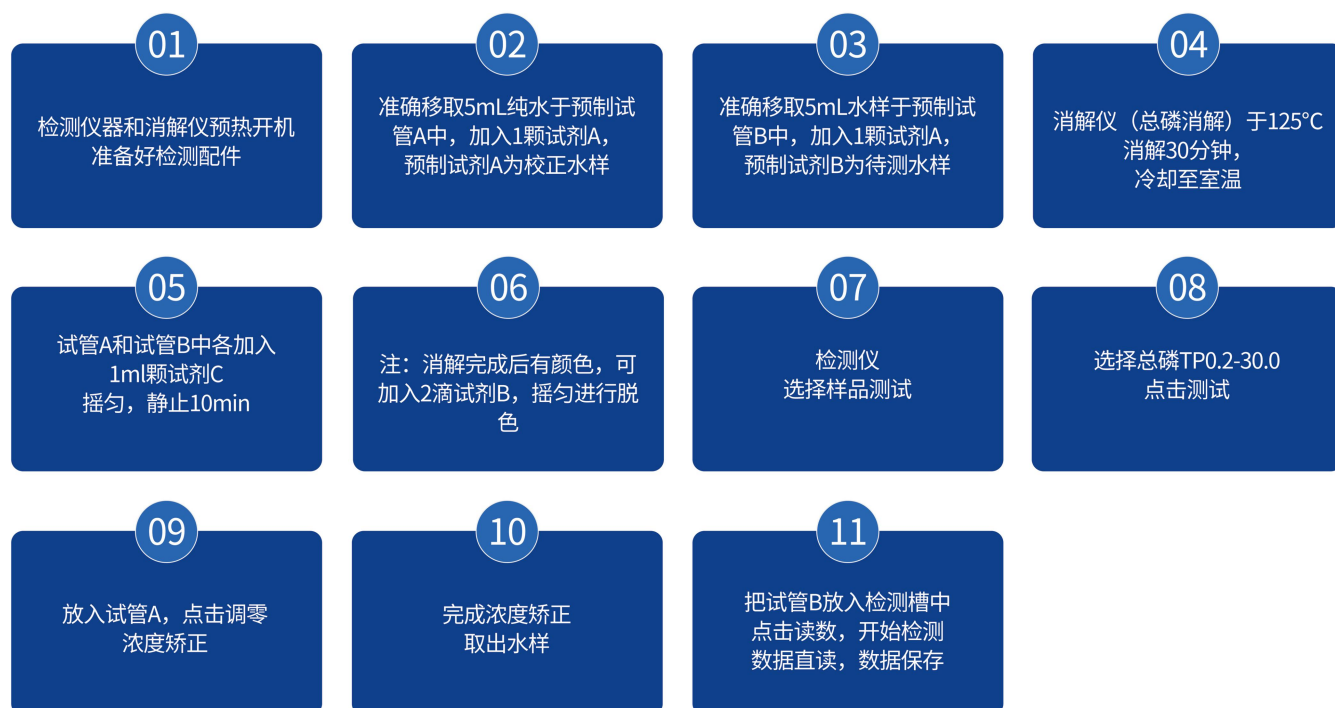 01
检测仪器和消解仪预热开机
准备好检测配件
02
准确移取5mL纯水于预制试
管A中，加入1颗试剂A，
预制试剂A为校正水样
03
准确移取5mL水样于预制试
管B中，加入1颗试剂A，
预制试剂B为待测水样
04
消解仪（总磷消解）于125°C
消解30分钟，
冷却至室温
05
试管A和试管B中各加入
1ml颗试剂C
摇匀，静止10min
06
注：消解完成后有颜色，可
加入2滴试剂B，摇匀进行脱
色
07
检测仪
选择样品测试
08
选择总磷TP0.2-30.0
点击测试
09
放入试管A，点击调零
浓度矫正
10
完成浓度矫正
取出水样
11
把试管B放入检测槽中
点击读数，开始检测
数据直读，数据保存